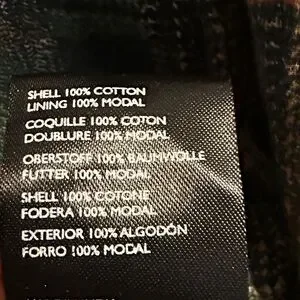 SHELL 100% COTTON
LINING 100% MODAL
COQUILLE 100% COTON
DOUBLURE 100% MODAL
OBERSTOFF 100% BAUMWOLLE
FUTTER 100% MODAL
SHELL 100% COTONE
FODERA 100% MODAL
EXTERIOR 100% ALGODÓN
FORRO 100% MODAL